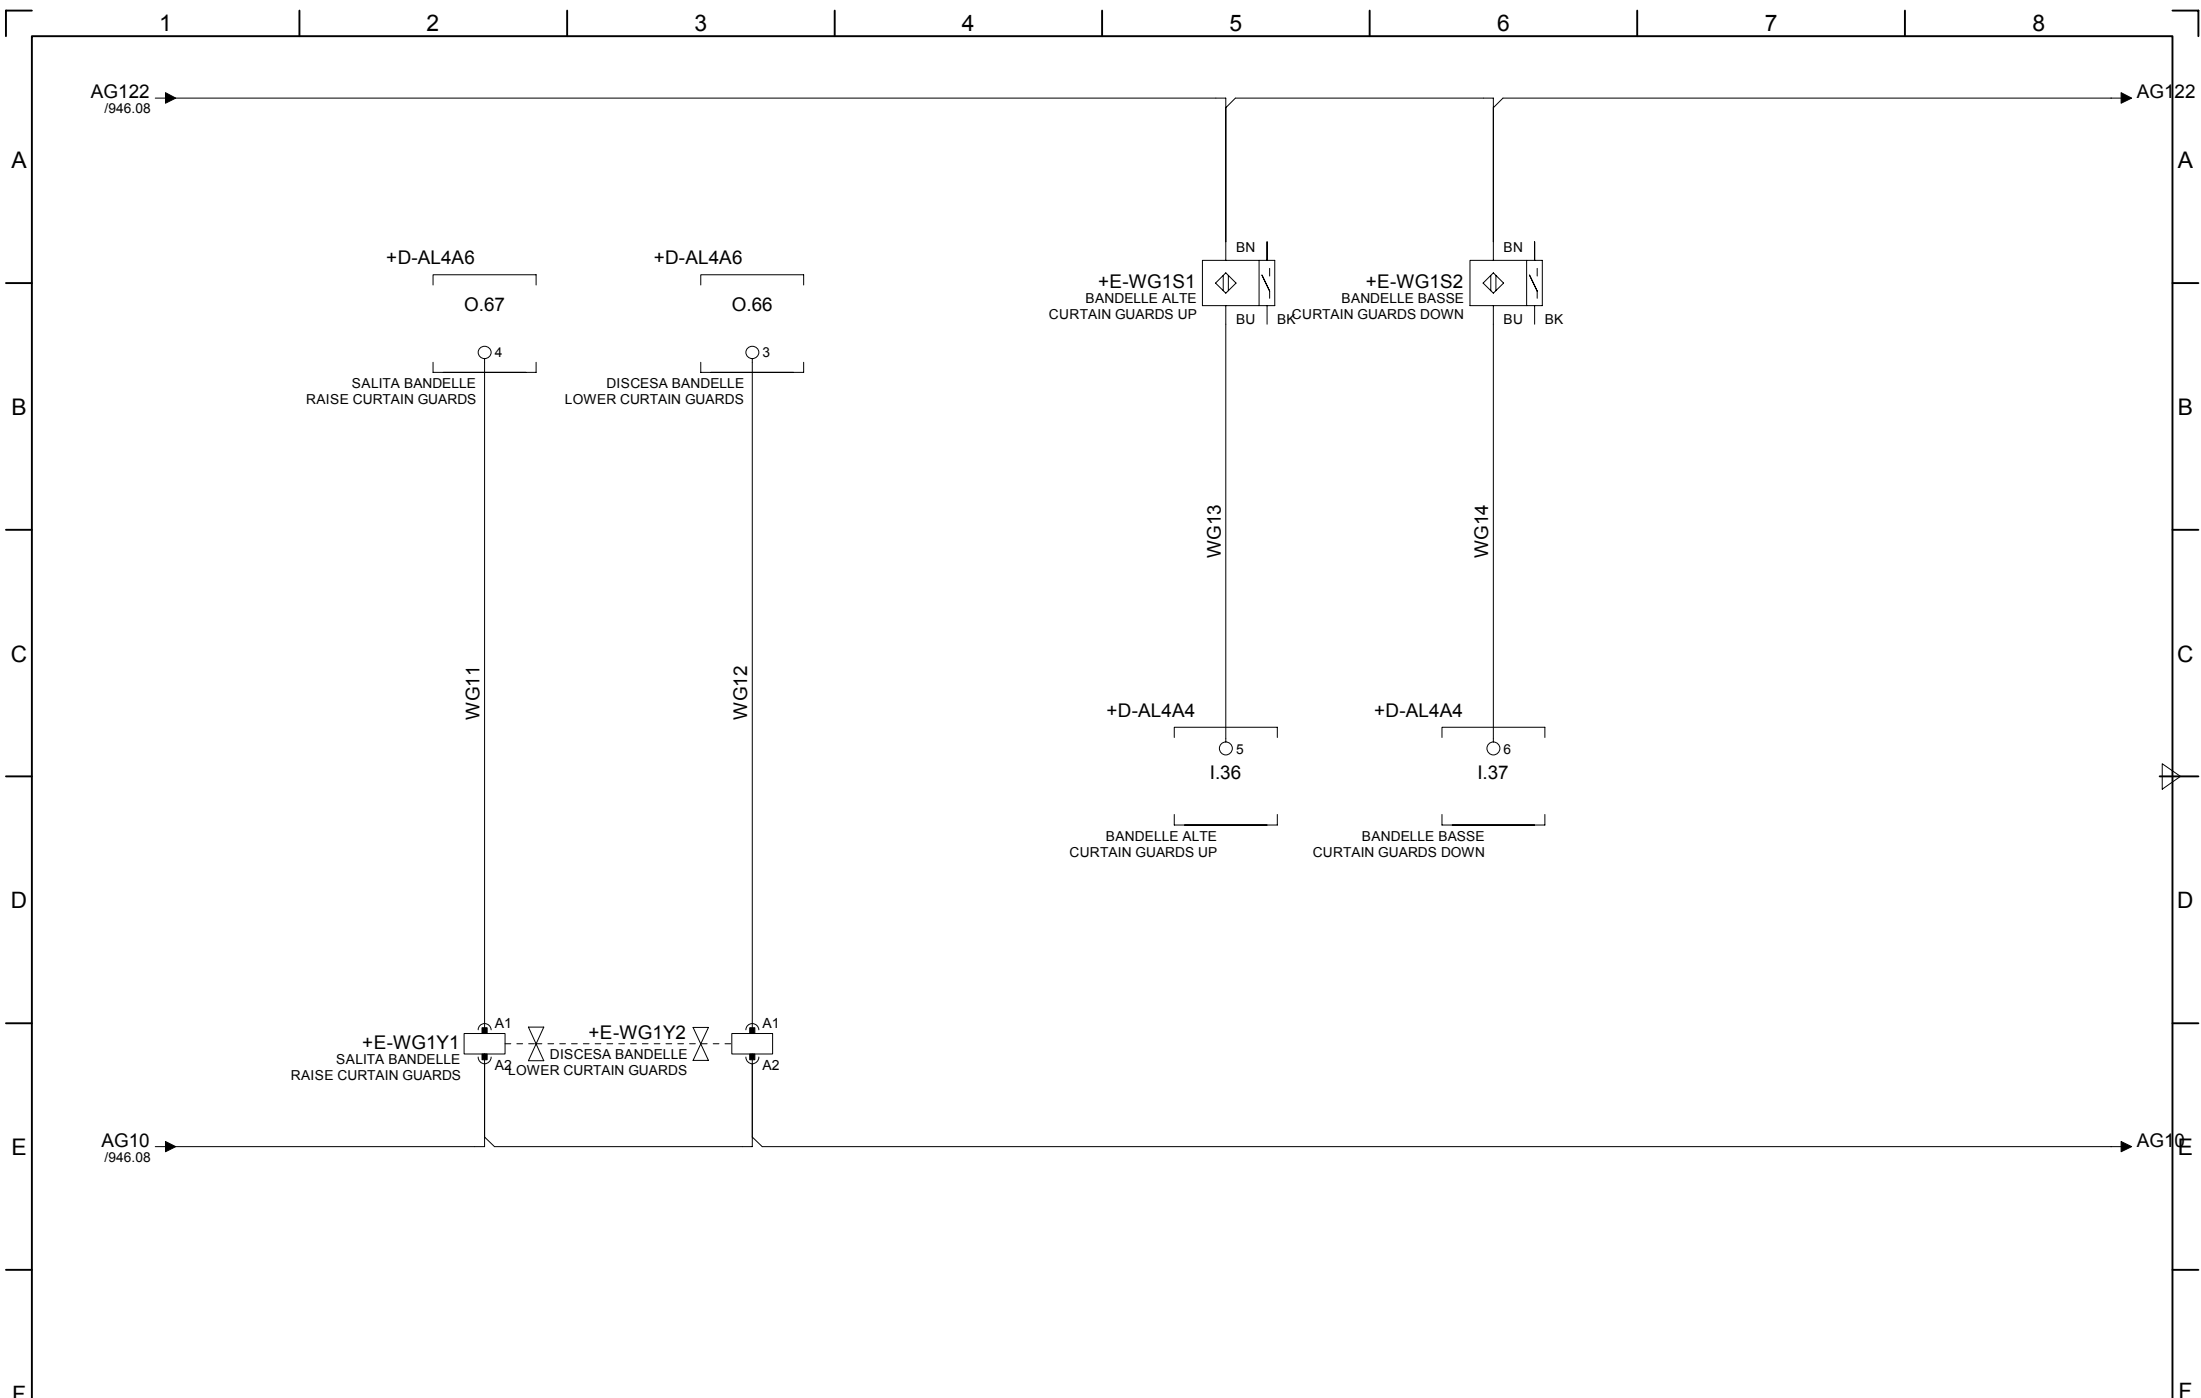 1 2 3 4 5 6 7 8
AG122
/946.08
AG122
A
A
+D-AL4A6
O.67
4
SALITA BANDELLE
RAISE CURTAIN GUARDS
+D-AL4A6
O.66
3
DISCESA BANDELLE
LOWER CURTAIN GUARDS
BN
+E-WG1S1
BANDELLE ALTE
CURTAIN GUARDS UP
BU
BK
BN
+E-WG1S2
BANDELLE BASSE
CURTAIN GUARDS DOWN
BU
BK
B
B
WG13
WG14
C
C
WG11
WG12
+D-AL4A4
5
I.36
BANDELLE ALTE
CURTAIN GUARDS UP
+D-AL4A4
6
I.37
BANDELLE BASSE
CURTAIN GUARDS DOWN
D
D
A1
+E-WG1Y1
SALITA BANDELLE
RAISE CURTAIN GUARDS
A2
A1
+E-WG1Y2
DISCESA BANDELLE
LOWER CURTAIN GUARDS
A2
E
AG10
/946.08
AG10
E
F
F